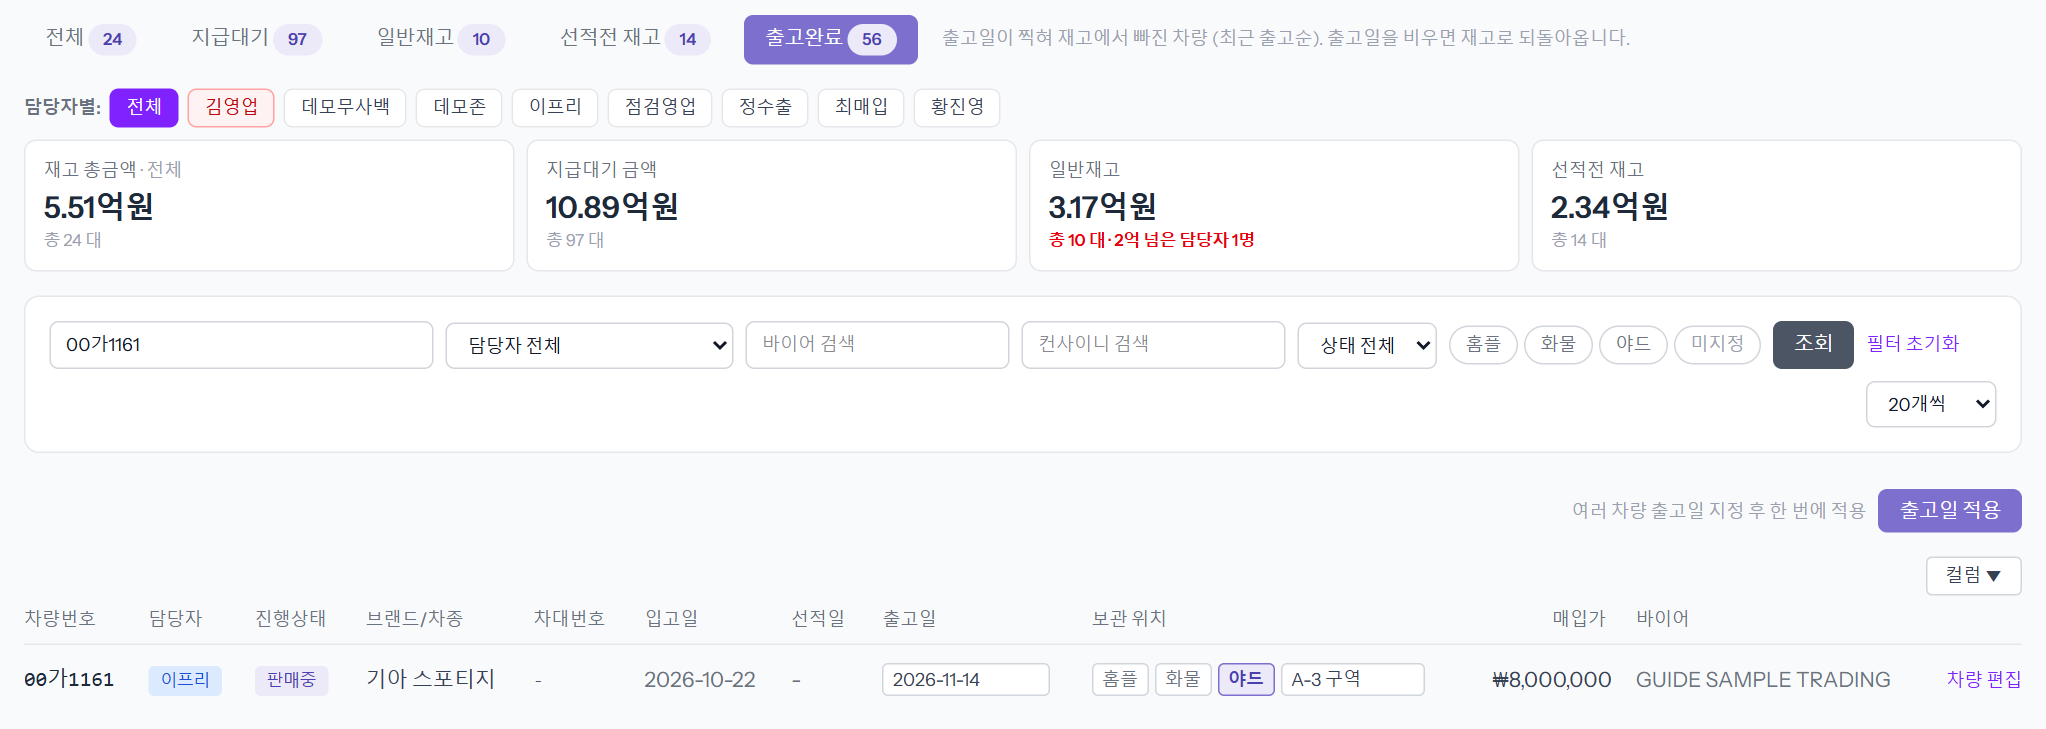 전체 24 지급대기 97 일반재고 10 선적전 재고 14 출고완료 56 출고일이 찍혀 재고에서 빠진 차량 (최근 출고순). 출고일을 비우면 재고로 되돌아옵니다.
담당자별: 전체 김영업 데모무사백 데모존 이프리 점검영업 정수출 최매입 황진영
재고 총금액 · 전체 지급대기 금액 일반재고 선적전 재고
5.51억원 10.89억원 3.17억원 2.34억원
총 24 대 총 97 대 총 10 대 · 2억 넘은 담당자 1명 총 14 대
00가1161 담당자 전체 바이어 검색 컨사이니 검색 상태 전체 홈플 화물 야드 미지정 조회 필터 초기화
20개씩
여러 차량 출고일 지정 후 한 번에 적용 출고일 적용
컬럼 ▼
차량번호 담당자 진행상태 브랜드/차종 차대번호 입고일 선적일 출고일 보관 위치 매입가 바이어
00가1161 이프리 판매중 기아 스포티지 - 2026-10-22 - 2026-11-14 홈플 화물 야드 A-3 구역 ₩8,000,000 GUIDE SAMPLE TRADING 차량 편집